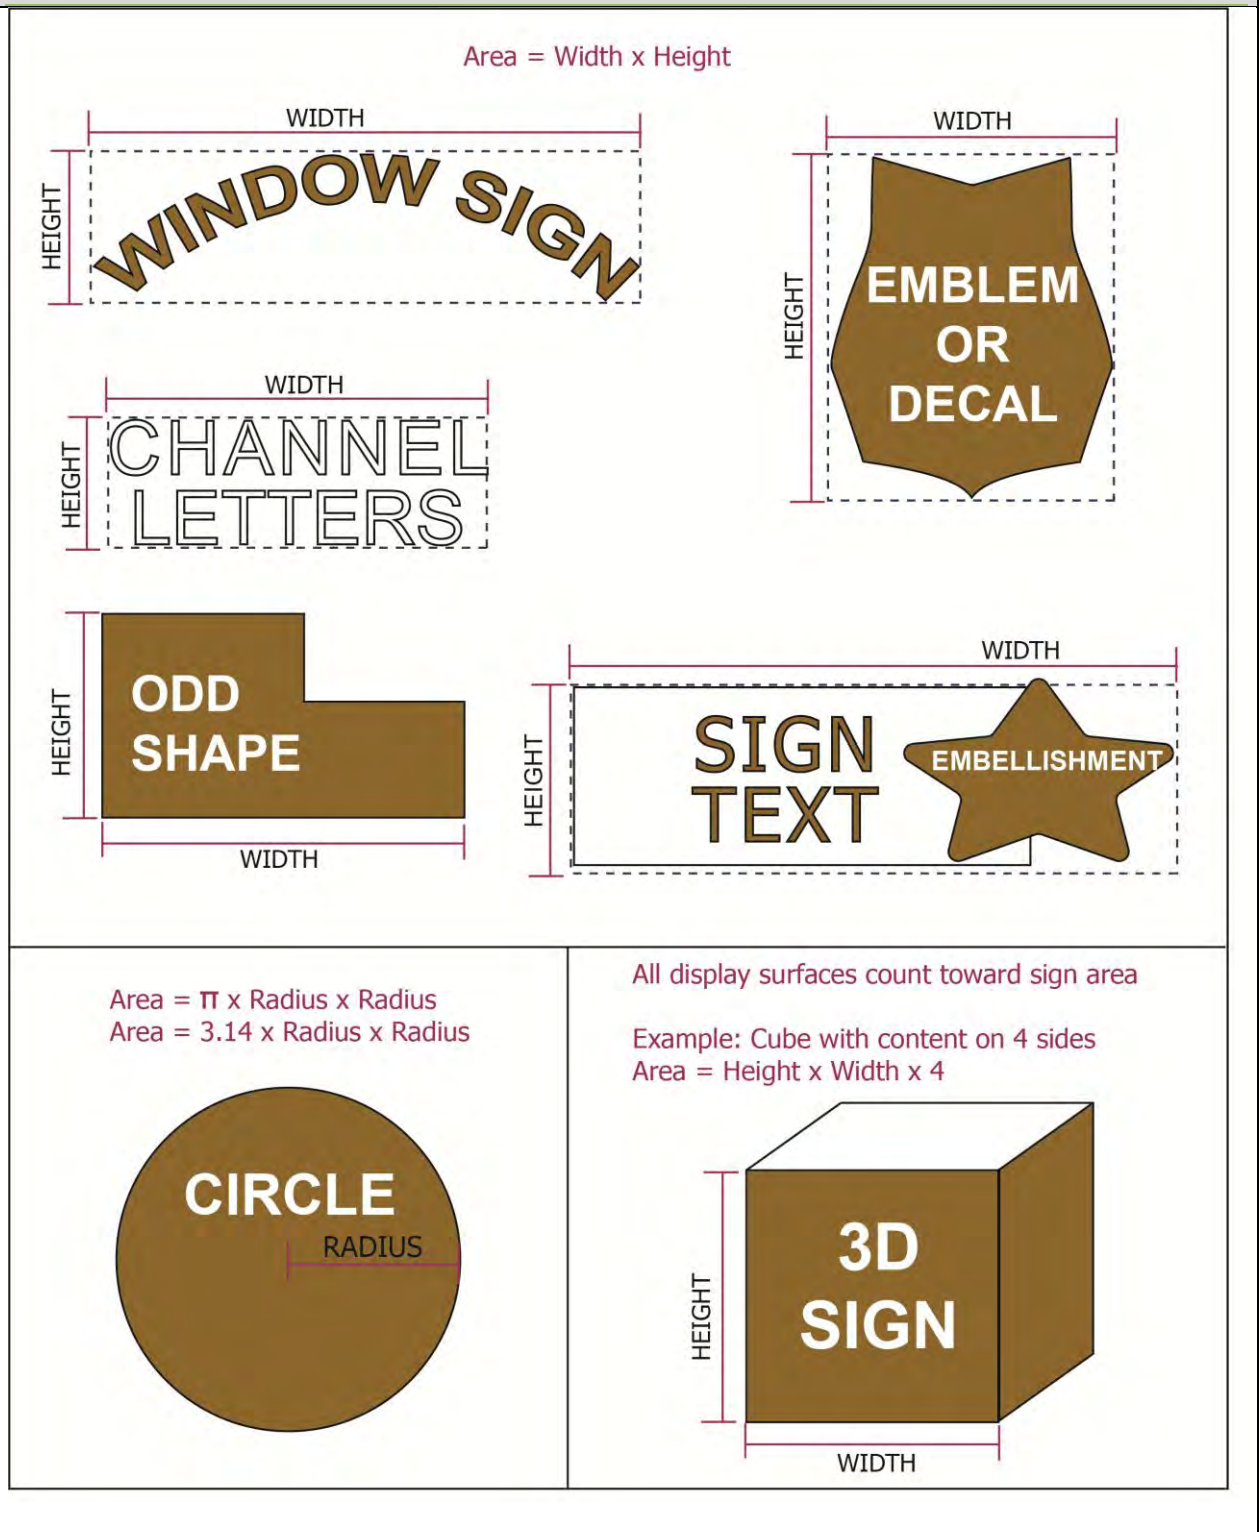 Area = Width x Height
WIDTH
HEIGHT
WINDOW SIGN
WIDTH
HEIGHT
EMBLEM
OR
DECAL
WIDTH
HEIGHT
CHANNEL
LETTERS
HEIGHT
ODD
SHAPE
WIDTH
WIDTH
HEIGHT
SIGN
TEXT
EMBELLISHMENT
Area = π x Radius x Radius
Area = 3.14 x Radius x Radius
CIRCLE
RADIUS
All display surfaces count toward sign area
Example: Cube with content on 4 sides
Area = Height x Width x 4
HEIGHT
3D
SIGN
WIDTH